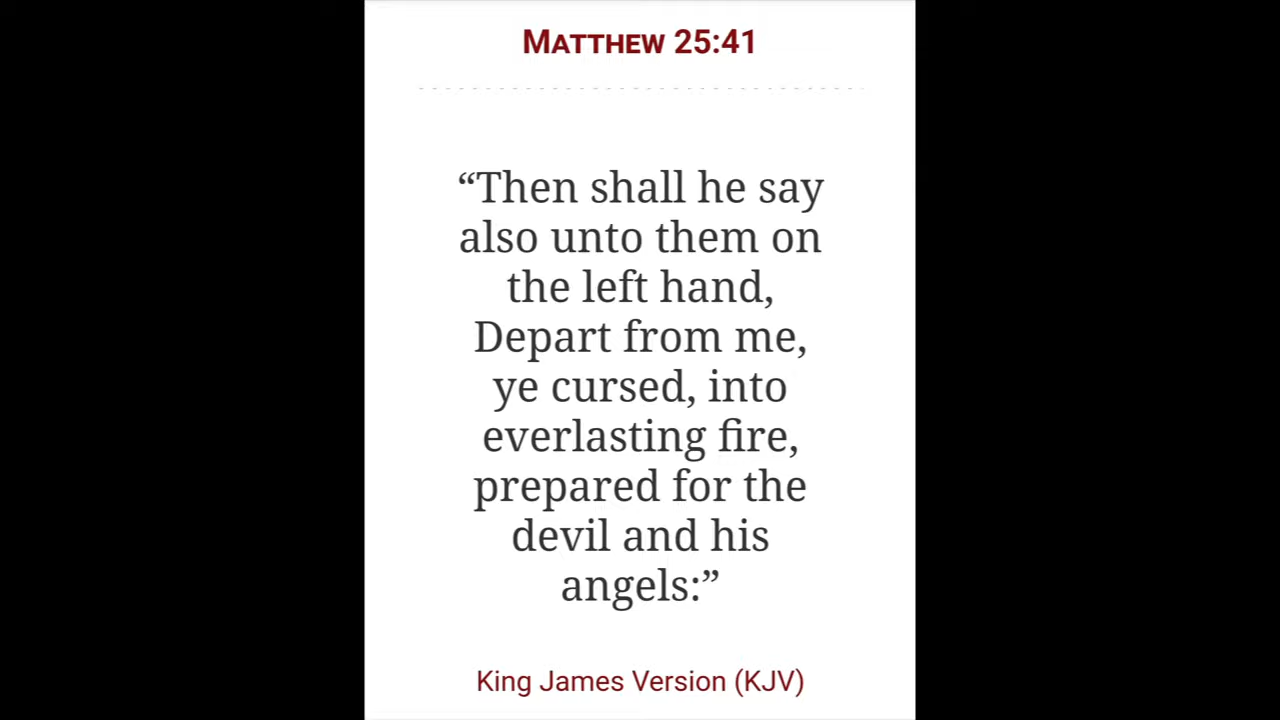 MATTHEW 25:41
“Then shall he say
also unto them on
the left hand,
Depart from me,
ye cursed, into
everlasting fire,
prepared for the
devil and his
angels:”
King James Version (KJV)